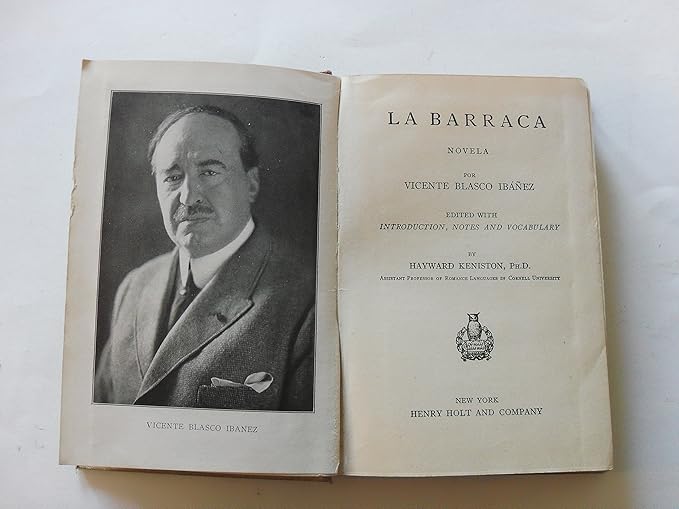 VICENTE BLASCO IBANEZ
LA BARRACA
NOVELA
POR
VICENTE BLASCO IBÁÑEZ
EDITED WITH
INTRODUCTION, NOTES AND VOCABULARY
BY
HAYWARD KENISTON, PH.D.
ASSISTANT PROFESSOR OF ROMANCE LANGUAGES IN CORNELL UNIVERSITY
NEW YORK
HENRY HOLT AND COMPANY